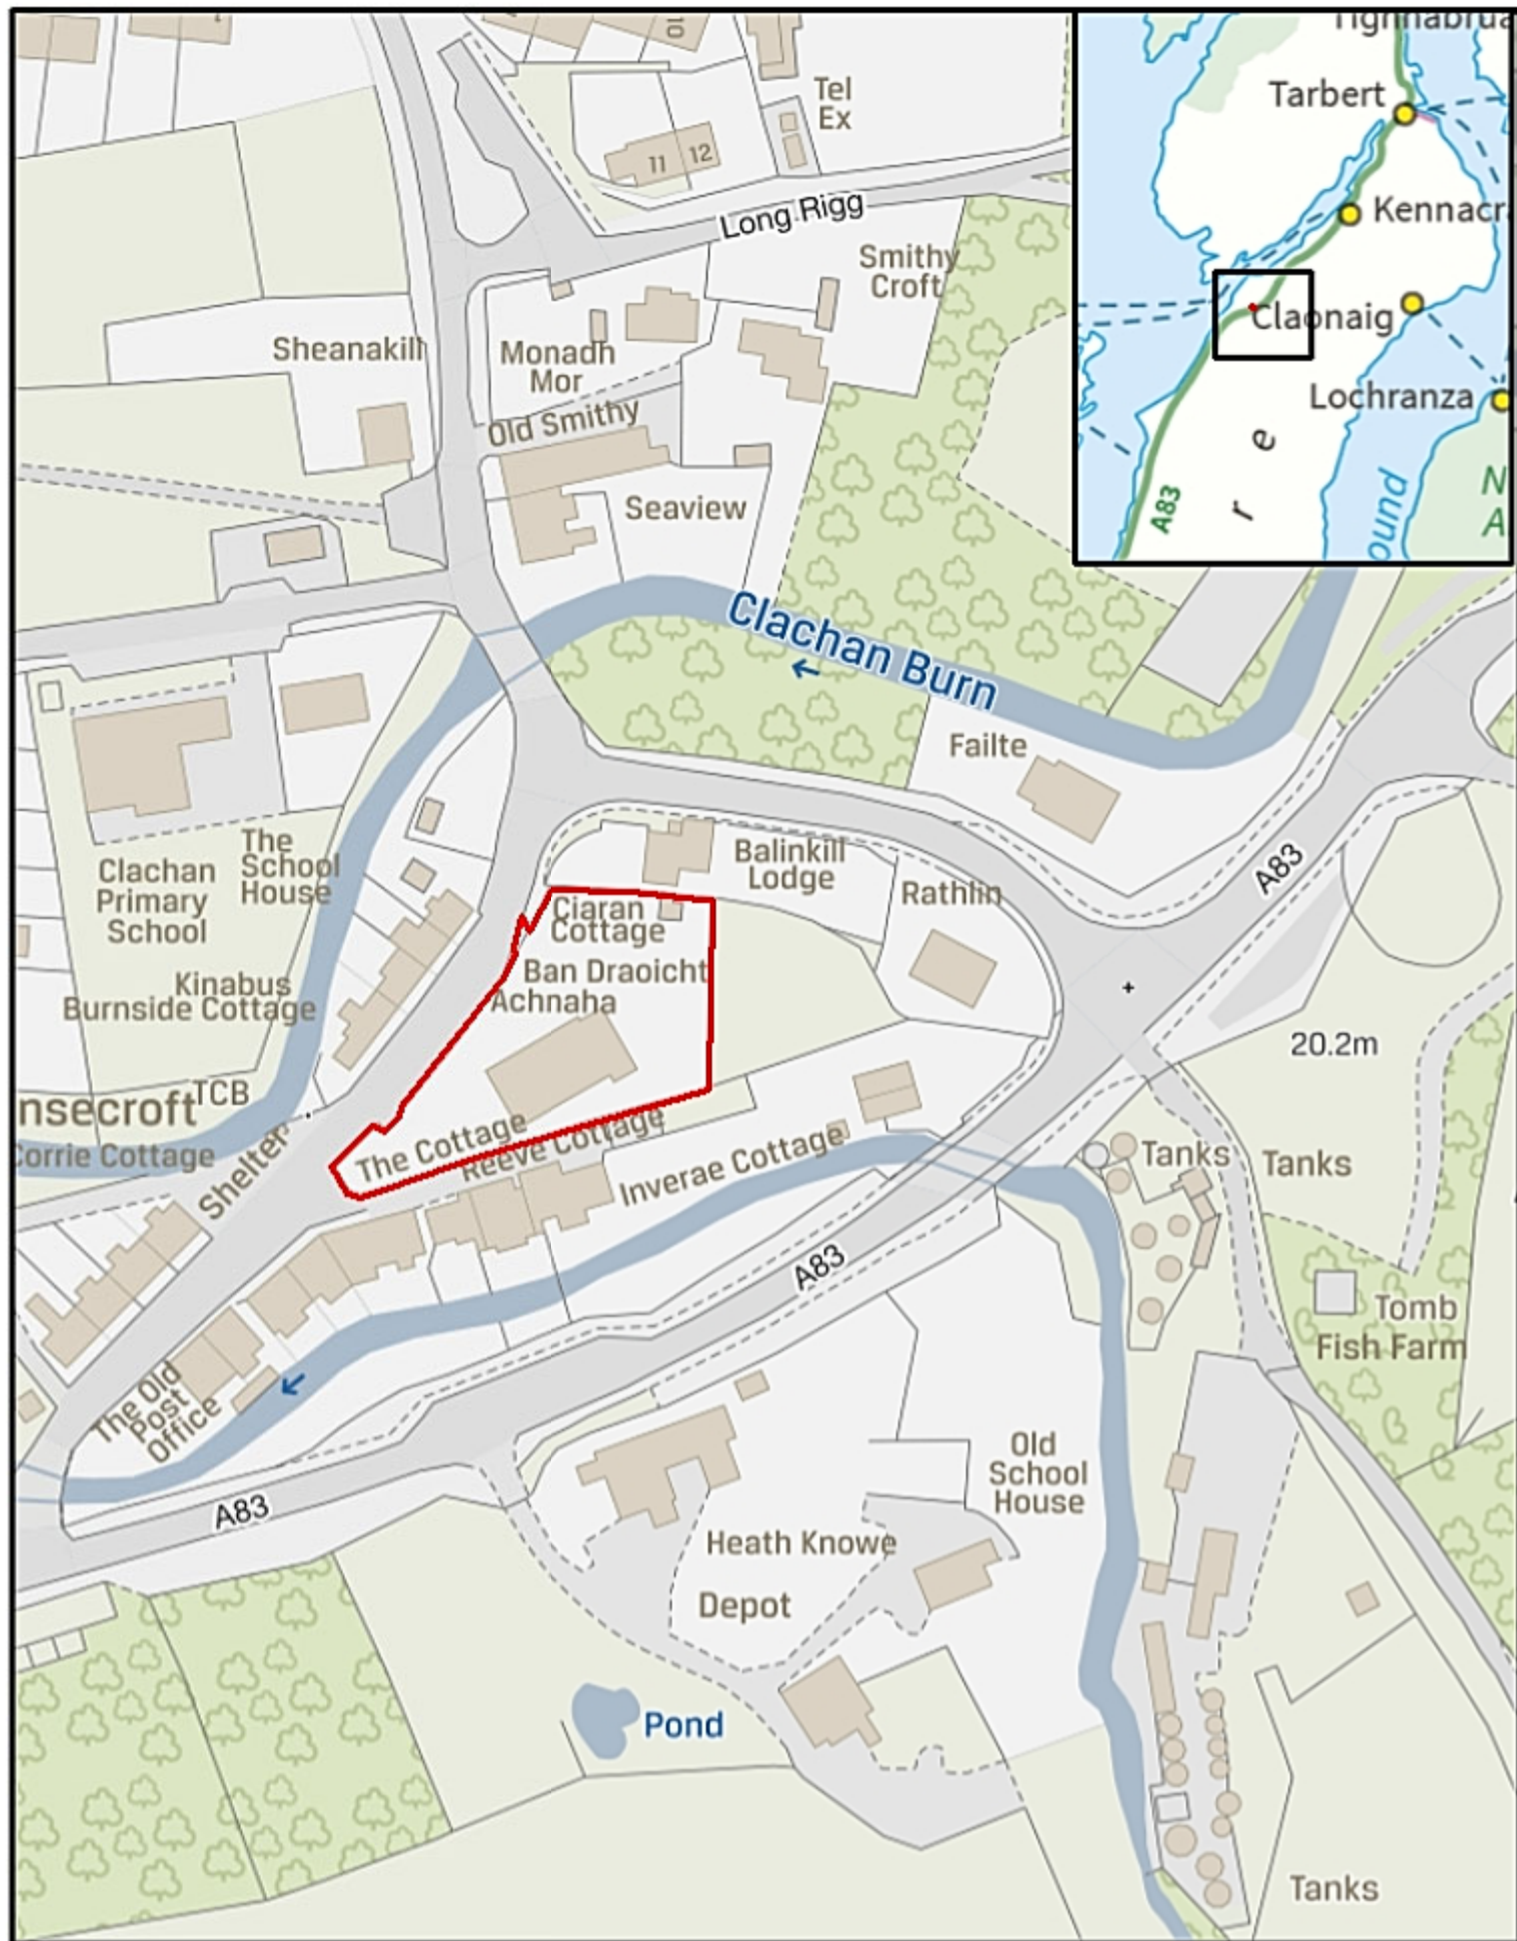 10
Tel
Ex
11
12
Long Rigg
Smithy
Croft
Sheanakill
Monadh
Mor
Old Smithy
Seaview
Clachan Burn
Failte
A83
The
School
House
Clachan
Primary
School
Balinkill
Lodge
Rathlin
Ciaran
Cottage
Ban Draoicht
Achnaha
Kinabus
Burnside Cottage
20.2m
TCB
nsecroft
Corrie Cottage
Shelter
The Cottage
Reeve Cottage
Inverae Cottage
Tanks
Tanks
A83
Tomb
Fish Farm
The Old
Post
Office
A83
Old
School
House
Heath Knowe
Depot
Pond
Tanks
Tarbert
Kennacr
Claonaig
Lochranza
A83
r e
ound
N
A